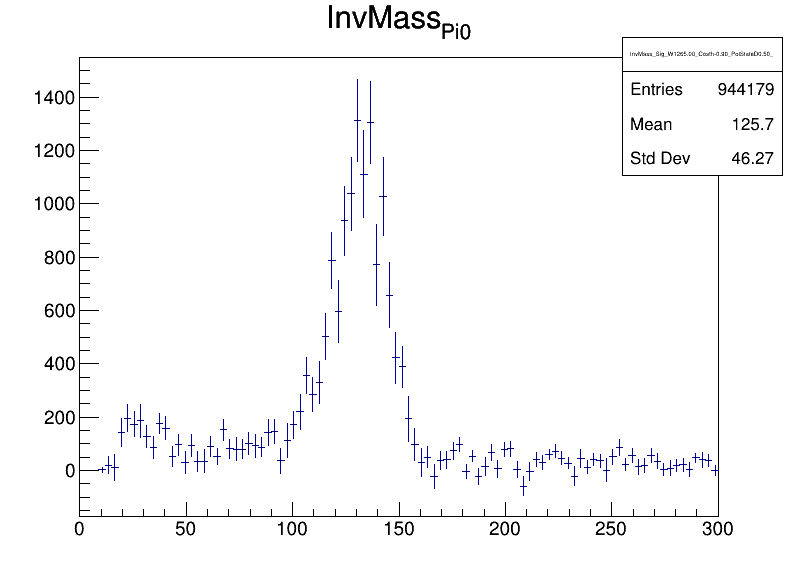 InvMass_Pi0
InvMass_Sig_W1265.00_Costh-0.90_PolStateD0.50_
Entries 944179
Mean 125.7
Std Dev 46.27
1400
1200
1000
800
600
400
200
0
0 50 100 150 200 250 300